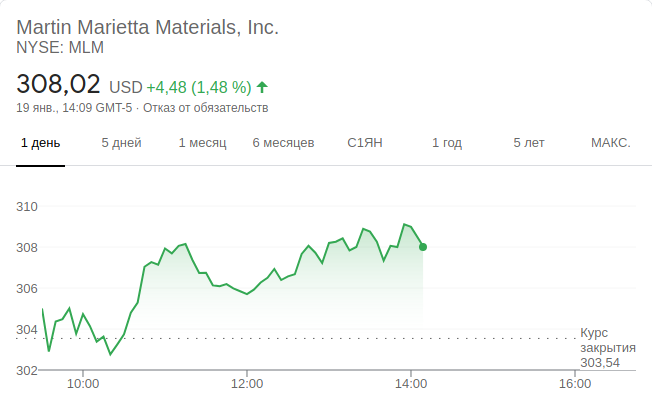 Martin Marietta Materials, Inc.
NYSE: MLM
308,02 USD +4,48 (1,48 %)
19 янв., 14:09 GMT-5 · Отказ от обязательств
1 день 5 дней 1 месяц 6 месяцев С1ЯН 1 год 5 лет МАКС.
310
308
306
304
302
Курс
закрытия
303,54
10:00 12:00 14:00 16:00